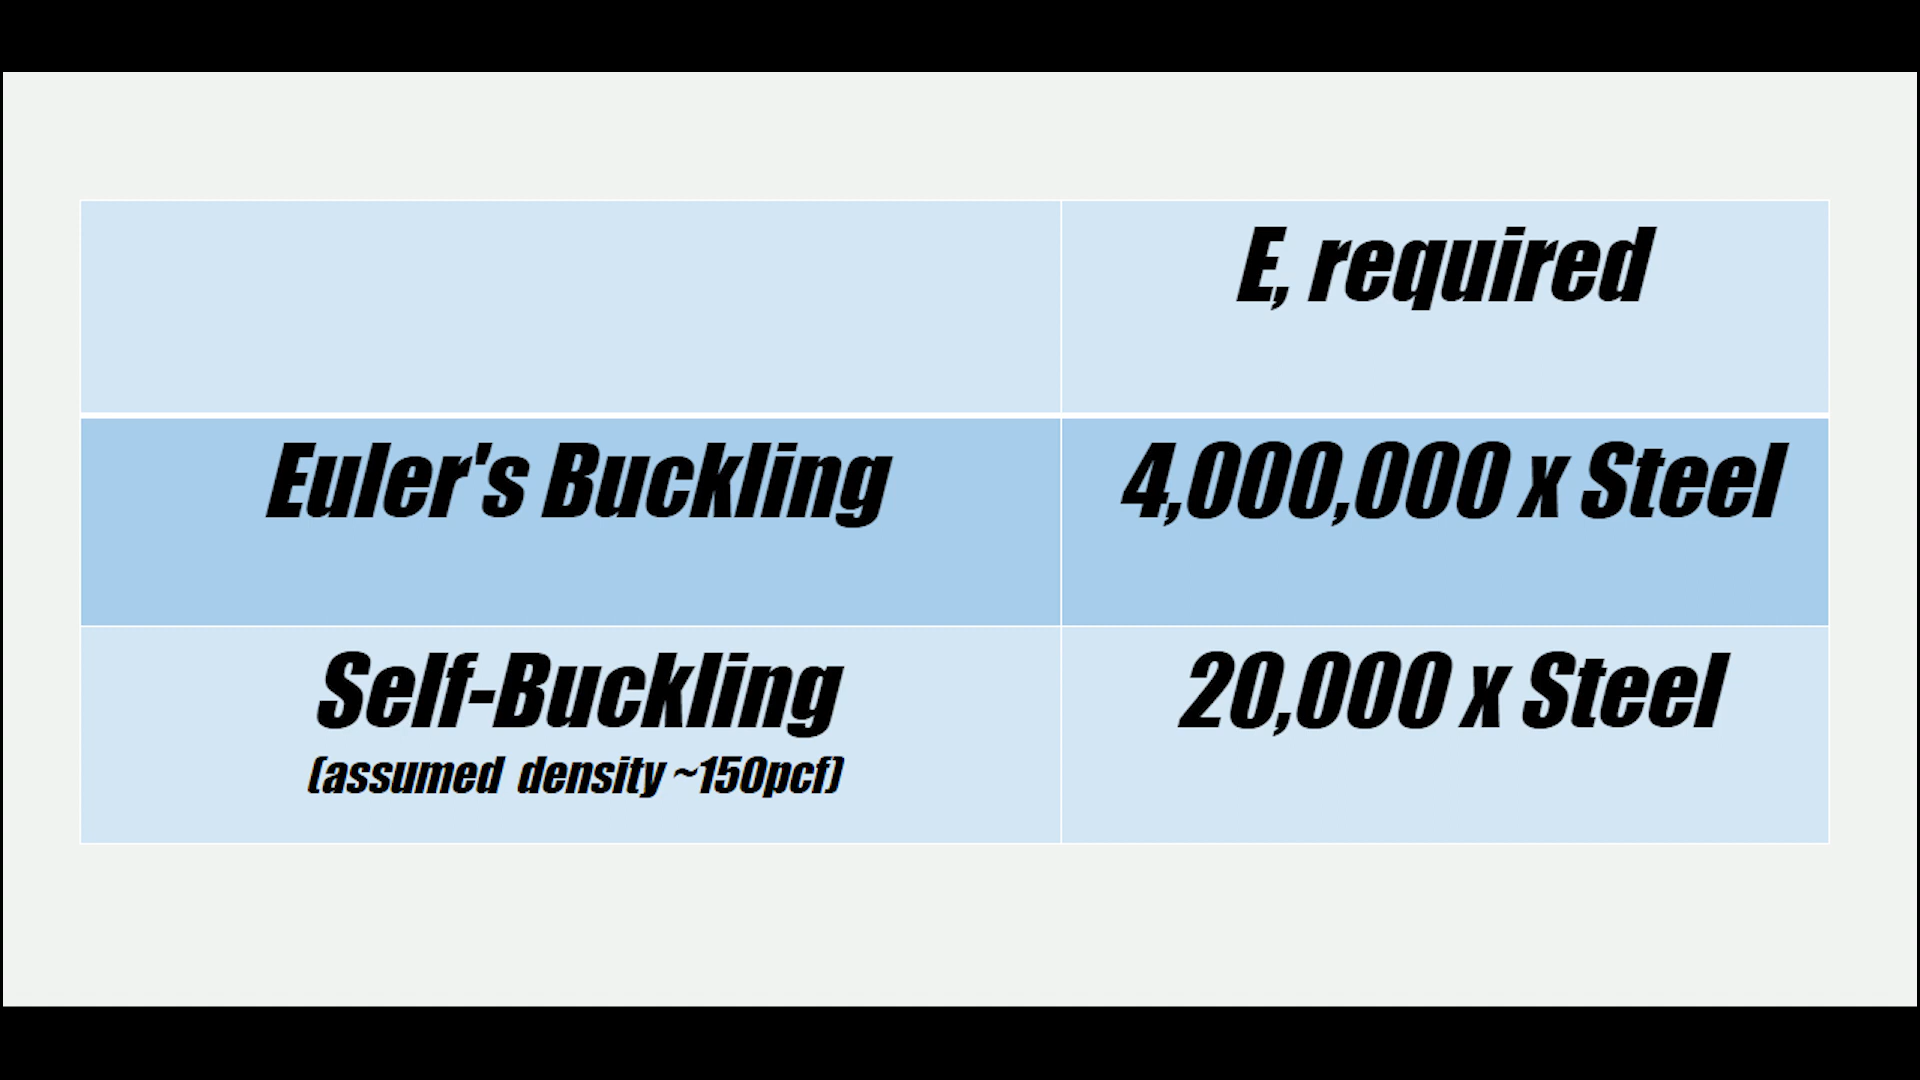 E, required
Euler's Buckling
4,000,000 x Steel
Self-Buckling
(assumed density ~150pcf)
20,000 x Steel